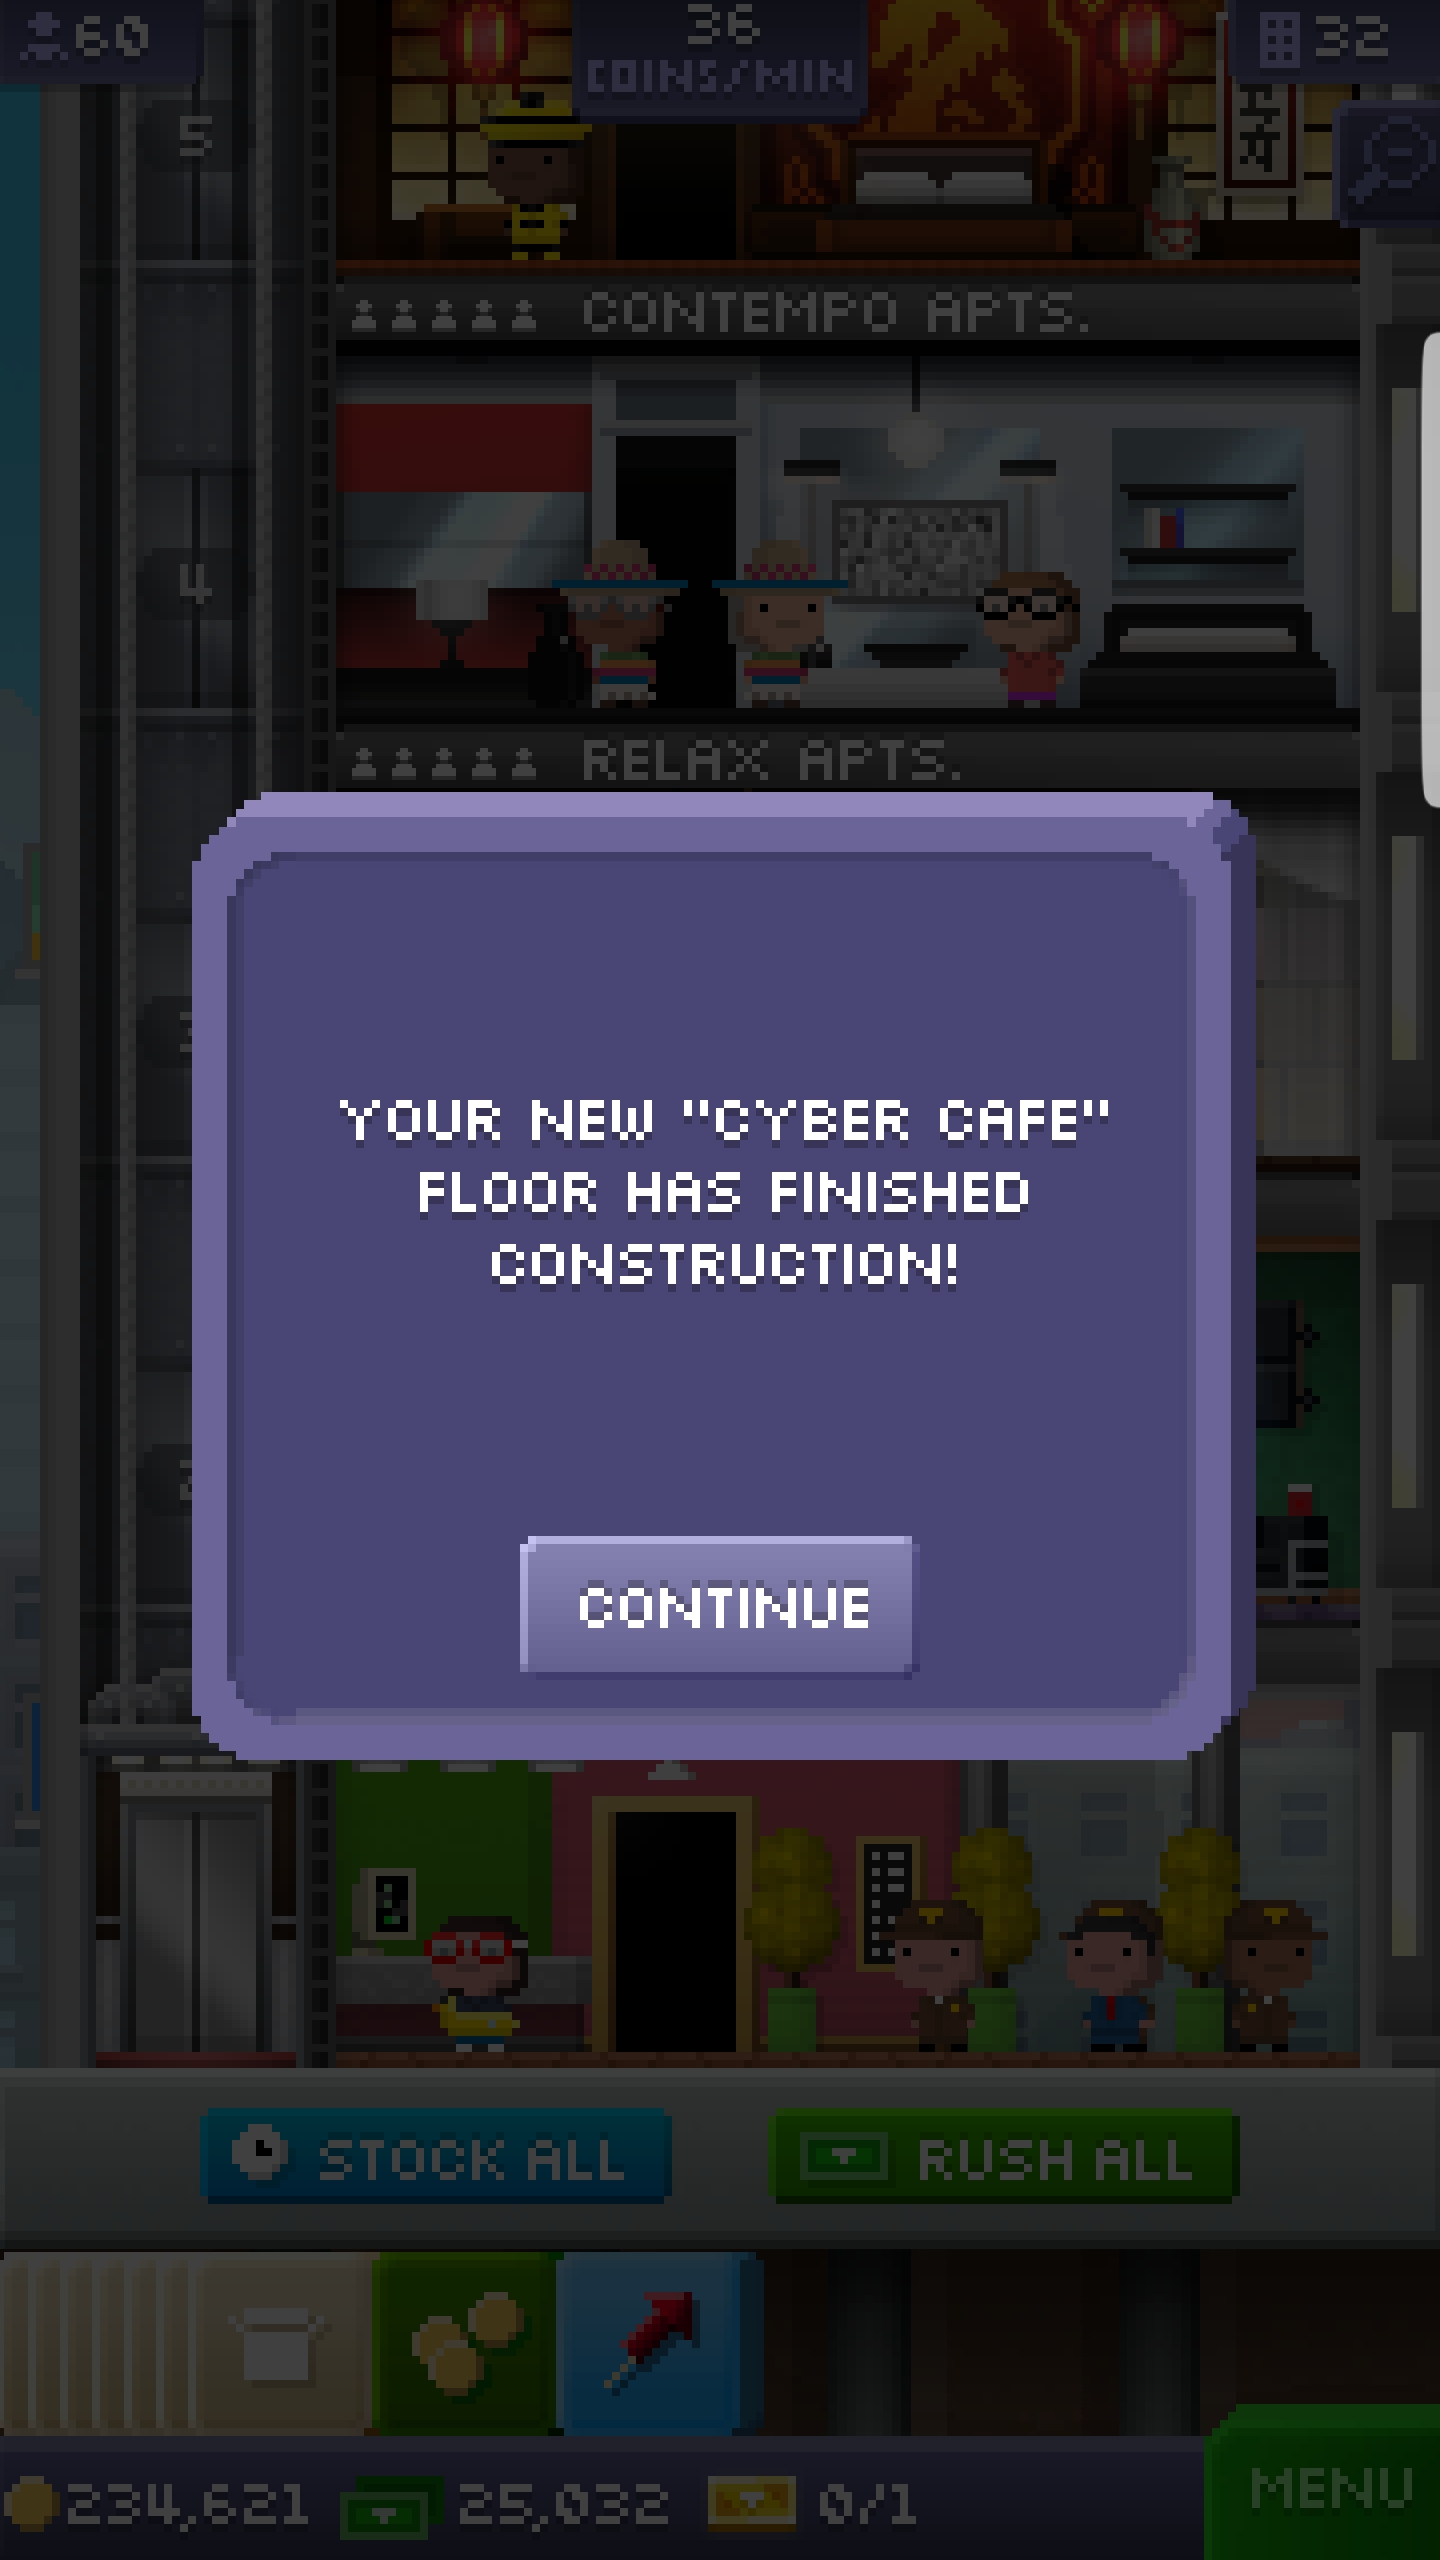 60
36
COINS/MIN
32
5
CONTEMPO APTS.
4
RELAX APTS.
YOUR NEW "CYBER CAFE"
FLOOR HAS FINISHED
CONSTRUCTION!
CONTINUE
STOCK ALL
RUSH ALL
234,621
25,032
0/1
MENU